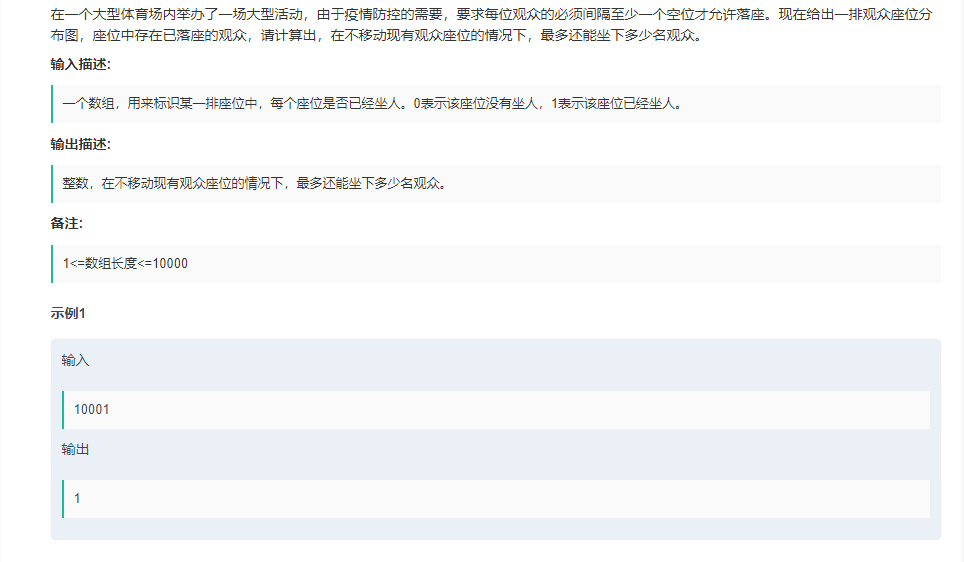 在一个大型体育场内举办了一场大型活动，由于疫情防控的需要，要求每位观众的必须间隔至少一个空位才允许落座。现在给出一排观众座位分
布图，座位中存在已落座的观众，请计算出，在不移动现有观众座位的情况下，最多还能坐下多少名观众。
输入描述:
一个数组，用来标识某一排座位中，每个座位是否已经坐人。0表示该座位没有坐人，1表示该座位已经坐人。
输出描述:
整数，在不移动现有观众座位的情况下，最多还能坐下多少名观众。
备注:
1<=数组长度<=10000
示例1
输入
10001
输出
1